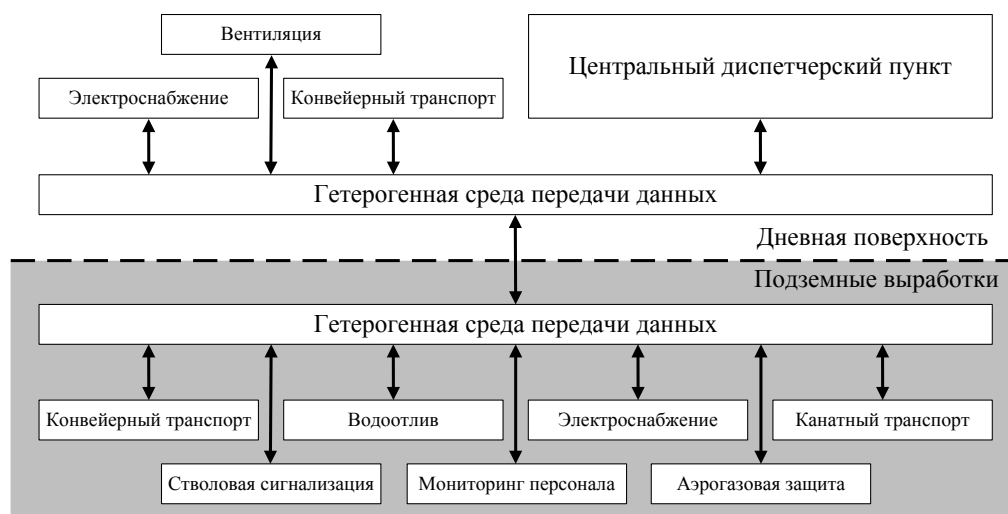 Вентиляция
Центральный диспетчерский пункт
Электроснабжение
Конвейерный транспорт
Гетерогенная среда передачи данных
Дневная поверхность
Подземные выработки
Гетерогенная среда передачи данных
Конвейерный транспорт
Водоотлив
Электроснабжение
Канатный транспорт
Стволовая сигнализация
Мониторинг персонала
Аэрогазовая защита